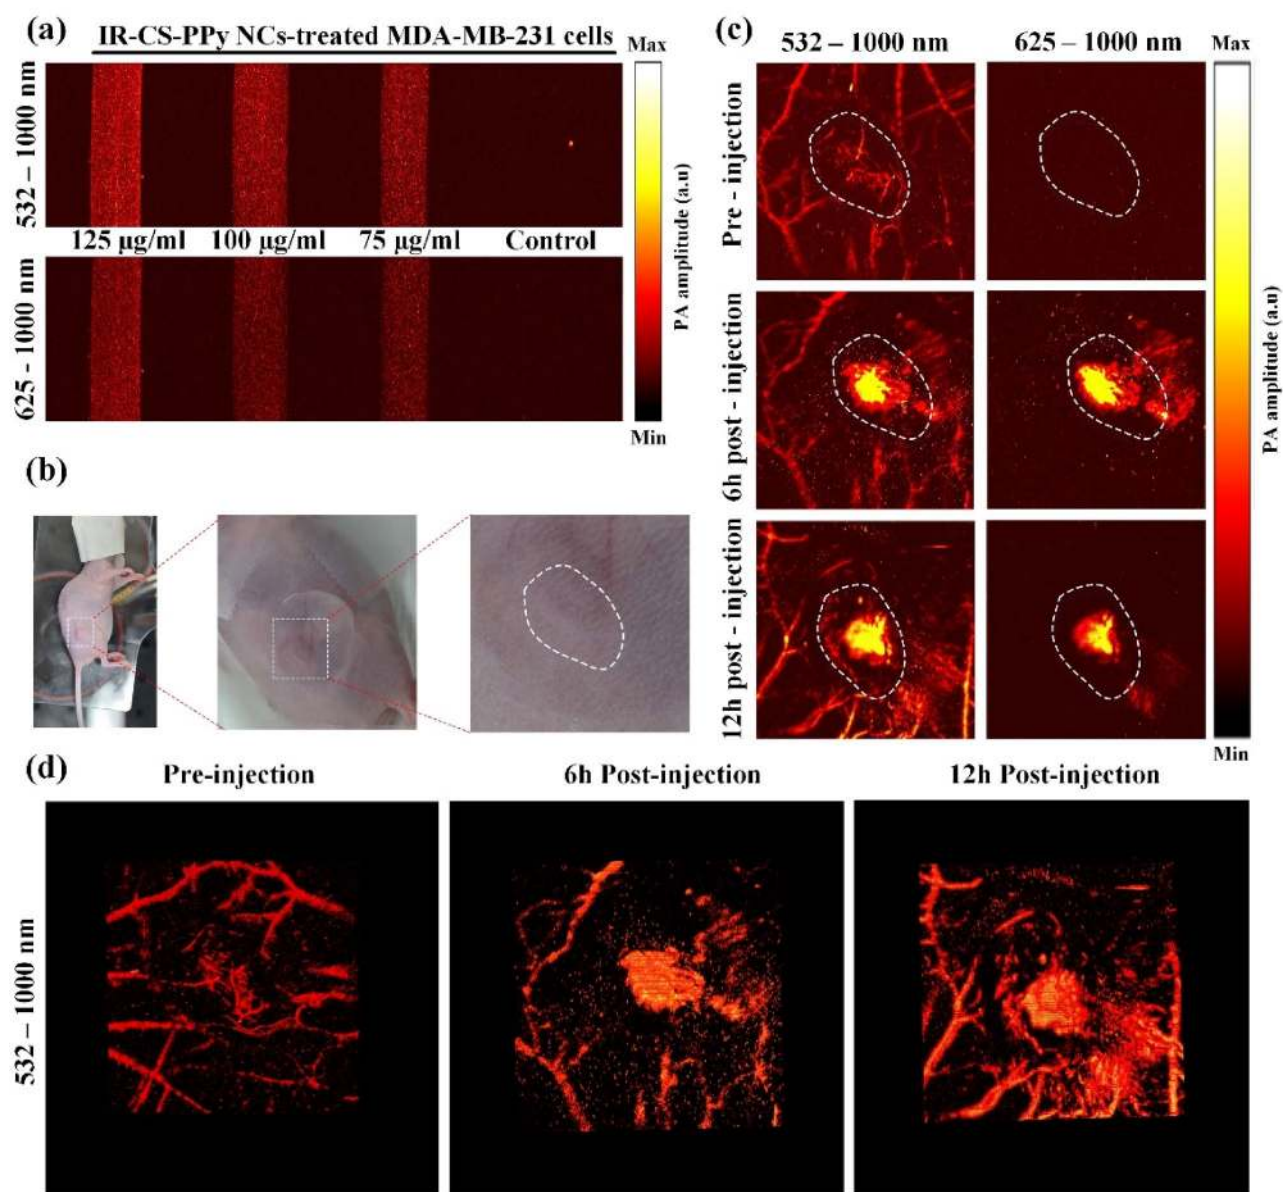 (a)
IR-CS-PPy NCs-treated MDA-MB-231 cells
Max
532 – 1000 nm
125 μg/ml 100 μg/ml 75 μg/ml Control
625 – 1000 nm
PA amplitude (a.u)
Min
(b)
(c)
532 – 1000 nm 625 – 1000 nm Max
Pre - injection
6h post - injection
12h post - injection
PA amplitude (a.u)
Min
(d)
Pre-injection 6h Post-injection 12h Post-injection
532 – 1000 nm